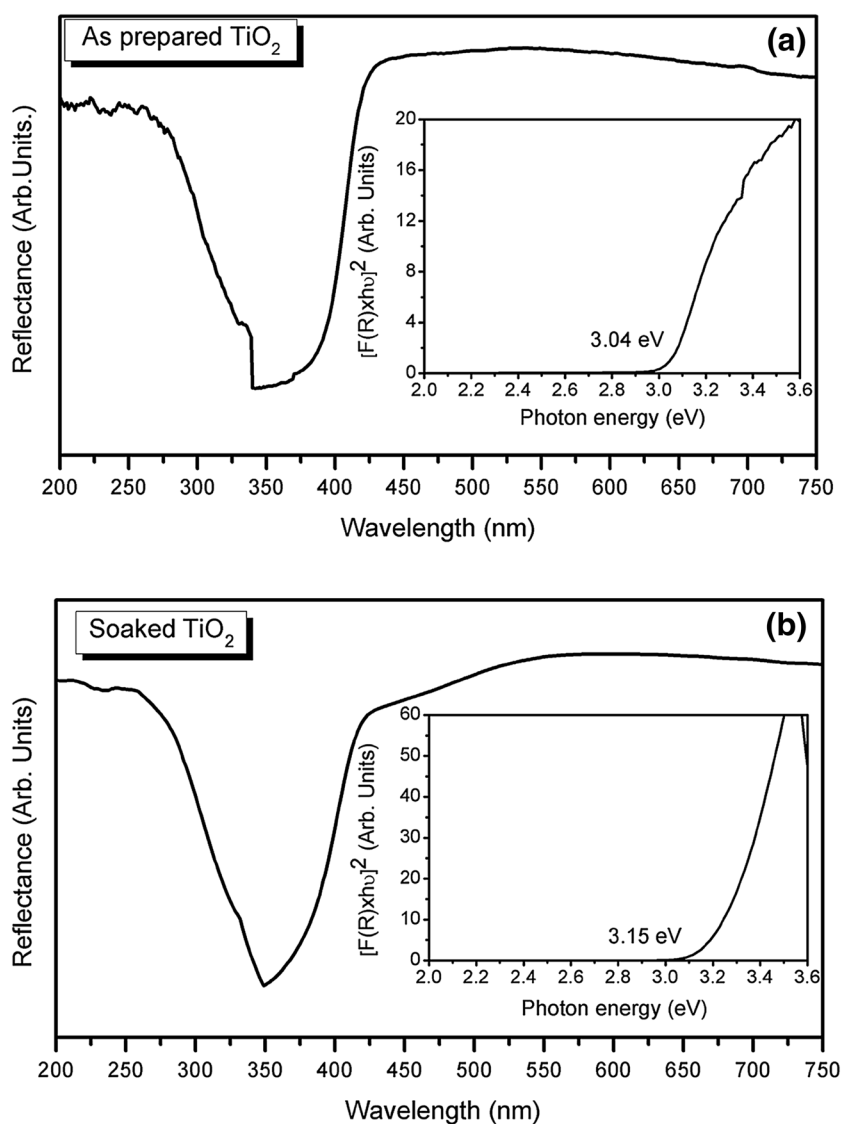 As prepared TiO2
(a)
Reflectance (Arb.Units.)
[F(R)xhυ]2 (Arb. Units)
20
16
12
8
4
0
3.04 eV
2.0 2.2 2.4 2.6 2.8 3.0 3.2 3.4 3.6
Photon energy (eV)
200 250 300 350 400 450 500 550 600 650 700 750
Wavelength (nm)
Soaked TiO2
(b)
Reflectance (Arb. Units)
[F(R)xhυ]2 (Arb. Units)
60
50
40
30
20
10
0
3.15 eV
2.0 2.2 2.4 2.6 2.8 3.0 3.2 3.4 3.6
Photon energy (eV)
200 250 300 350 400 450 500 550 600 650 700 750
Wavelength (nm)